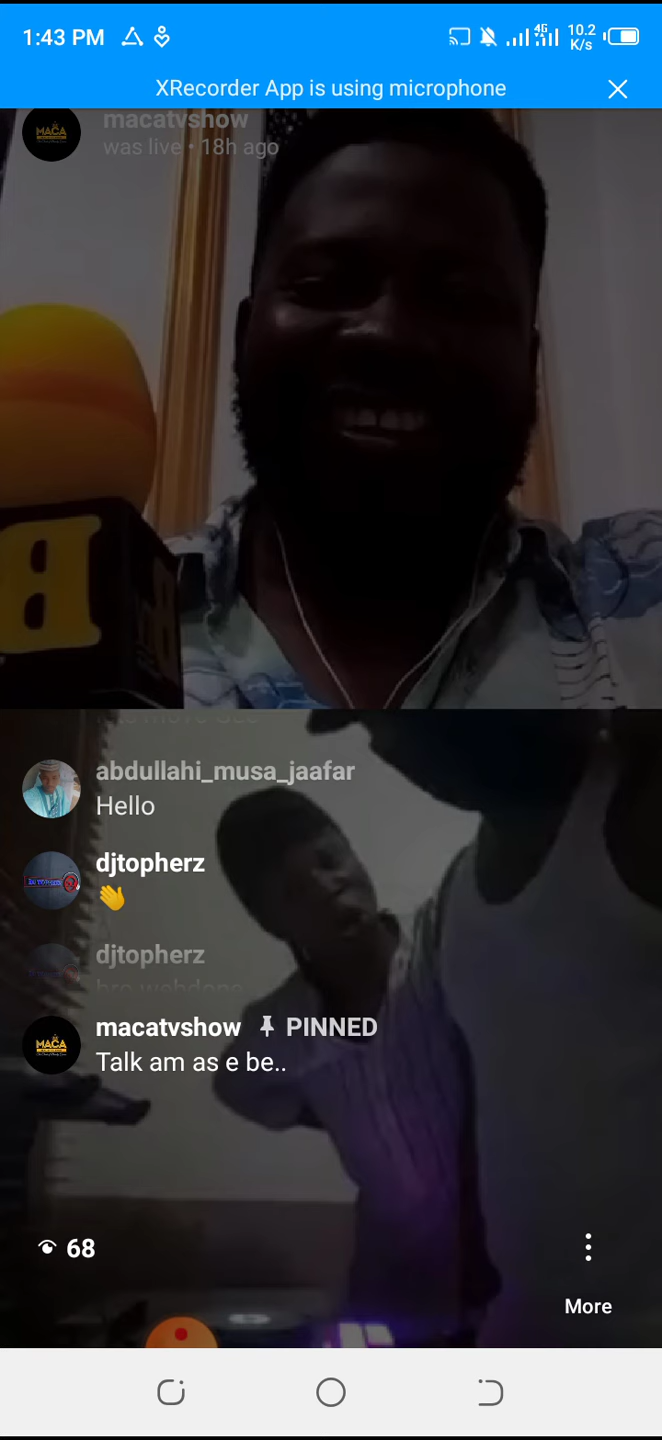 1:43 PM
4G
10.2
K/s
XRecorder App is using microphone
macatvshow
was live • 18h ago
abdullahi_musa_jaafar
Hello
djtopherz
👋
djtopherz
macatvshow PINNED
Talk am as e be..
68
More
MACA